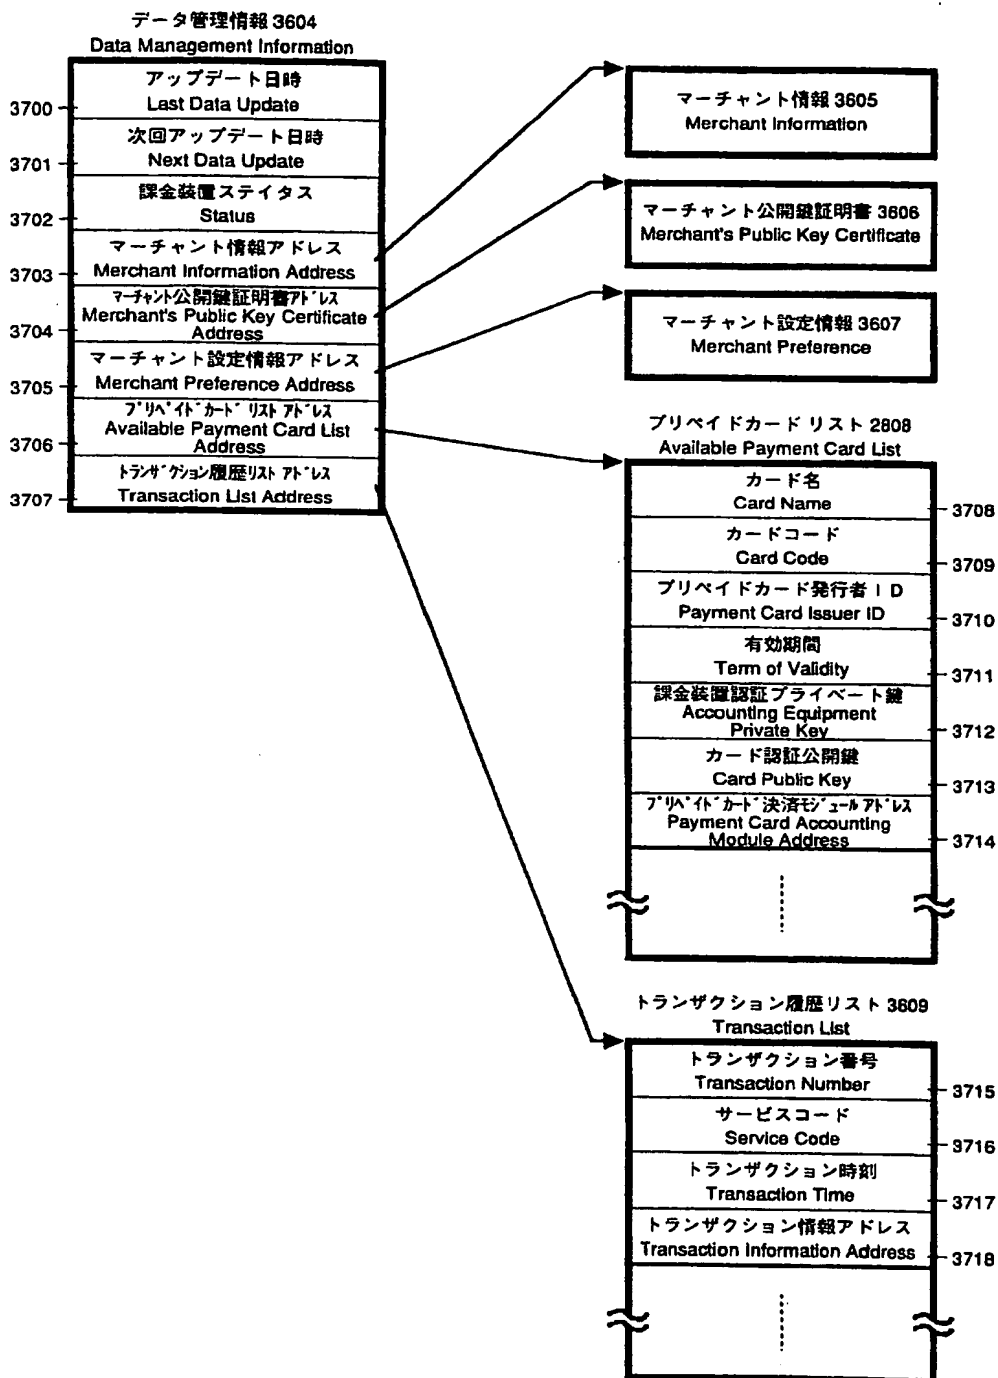 データ管理情報 3604
Data Management Information
アップデート日時
Last Data Update
3700
次回アップデート日時
Next Data Update
3701
課金装置ステイタス
Status
3702
マーチャント情報アドレス
Merchant Information Address
3703
マーチャント公開鍵証明書アドレス
Merchant's Public Key Certificate
Address
3704
マーチャント設定情報アドレス
Merchant Preference Address
3705
プリペイドカード リスト アドレス
Available Payment Card List
Address
3706
トランザクション履歴リスト アドレス
Transaction List Address
3707
マーチャント情報 3605
Merchant Information
マーチャント公開鍵証明書 3606
Merchant's Public Key Certificate
マーチャント設定情報 3607
Merchant Preference
プリペイドカード リスト 2808
Available Payment Card List
カード名
Card Name
3708
カードコード
Card Code
3709
プリペイドカード発行者ID
Payment Card Issuer ID
3710
有効期間
Term of Validity
3711
課金装置認証プライベート鍵
Accounting Equipment
Private Key
3712
カード認証公開鍵
Card Public Key
3713
プリペイドカード決済モジュールアドレス
Payment Card Accounting
Module Address
3714
トランザクション履歴リスト 3609
Transaction List
トランザクション番号
Transaction Number
3715
サービスコード
Service Code
3716
トランザクション時刻
Transaction Time
3717
トランザクション情報アドレス
Transaction Information Address
3718